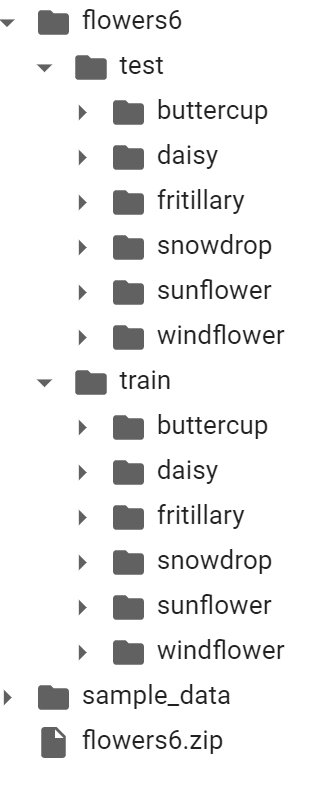 flowers6
test
buttercup
daisy
fritillary
snowdrop
sunflower
windflower
train
buttercup
daisy
fritillary
snowdrop
sunflower
windflower
sample_data
flowers6.zip